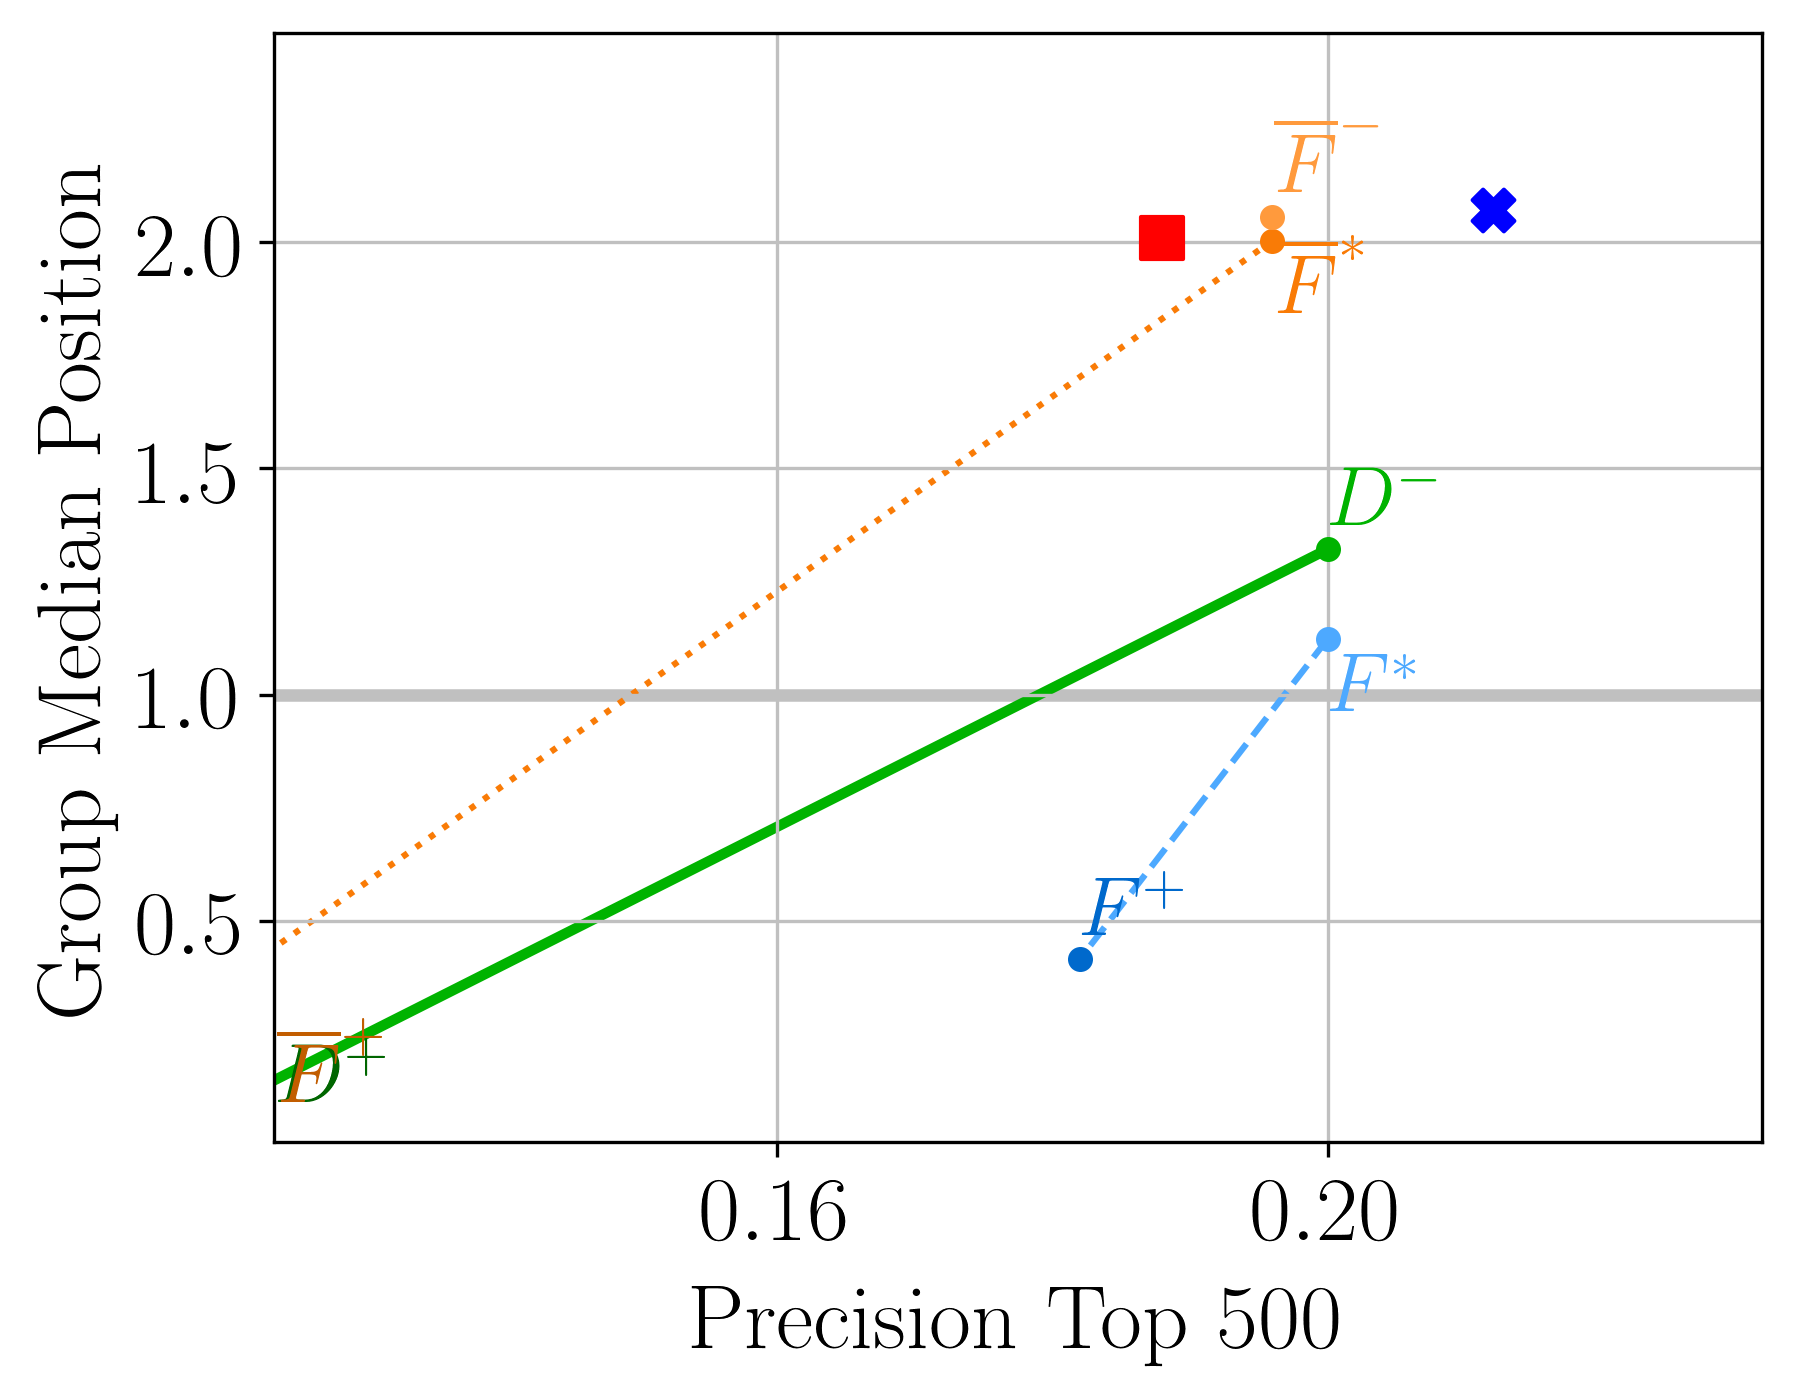 Group Median Position
2.0
1.5
1.0
0.5
F̅⁻
F̅*
D⁻
F*
F⁺
F̅⁺
D⁺
0.16
0.20
Precision Top 500